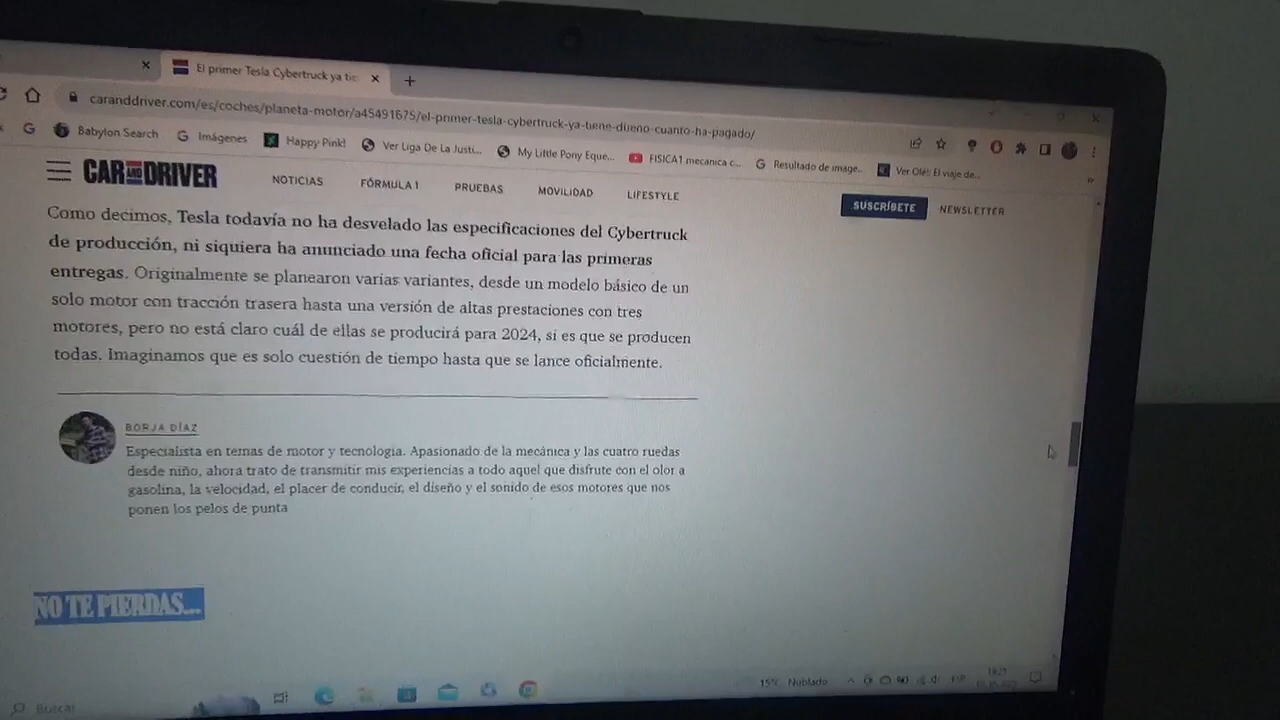 El primer Tesla Cybertruck ya tie
caranddriver.com/es/coches/planeta-motor/a45491675/el-primer-tesla-cybertruck-ya-tiene-dueno-cuanto-ha-pagado/
Babylon Search
Imágenes
Happy Pink!
Ver Liga De La Justi...
My Little Pony Eque...
FISICA1 mecanica c...
Resultado de image...
Ver Olé!: El viaje de...
CAR AND DRIVER
NOTICIAS
FÓRMULA 1
PRUEBAS
MOVILIDAD
LIFESTYLE
SUSCRÍBETE
NEWSLETTER
Como decimos, Tesla todavía no ha desvelado las especificaciones del Cybertruck
de producción, ni siquiera ha anunciado una fecha oficial para las primeras
entregas. Originalmente se planearon varias variantes, desde un modelo básico de un
solo motor con tracción trasera hasta una versión de altas prestaciones con tres
motores, pero no está claro cuál de ellas se producirá para 2024, si es que se producen
todas. Imaginamos que es solo cuestión de tiempo hasta que se lance oficialmente.
BORJA DÍAZ
Especialista en temas de motor y tecnología. Apasionado de la mecánica y las cuatro ruedas
desde niño, ahora trato de transmitir mis experiencias a todo aquel que disfrute con el olor a
gasolina, la velocidad, el placer de conducir, el diseño y el sonido de esos motores que nos
ponen los pelos de punta
NO TE PIERDAS...
Buscar
15°C Nublado
ESP